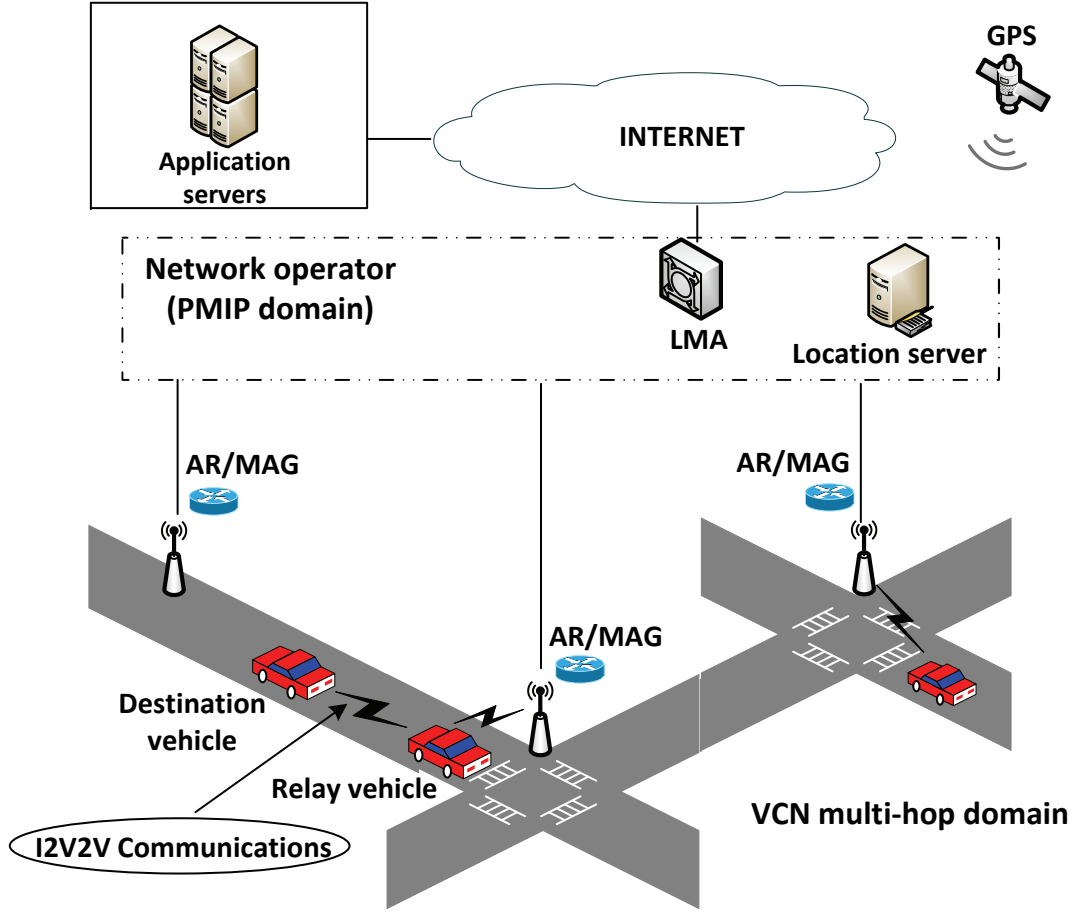 GPS
Application
servers
INTERNET
Network operator
(PMIP domain)
LMA
Location server
AR/MAG
AR/MAG
AR/MAG
Destination
vehicle
Relay vehicle
VCN multi-hop domain
I2V2V Communications